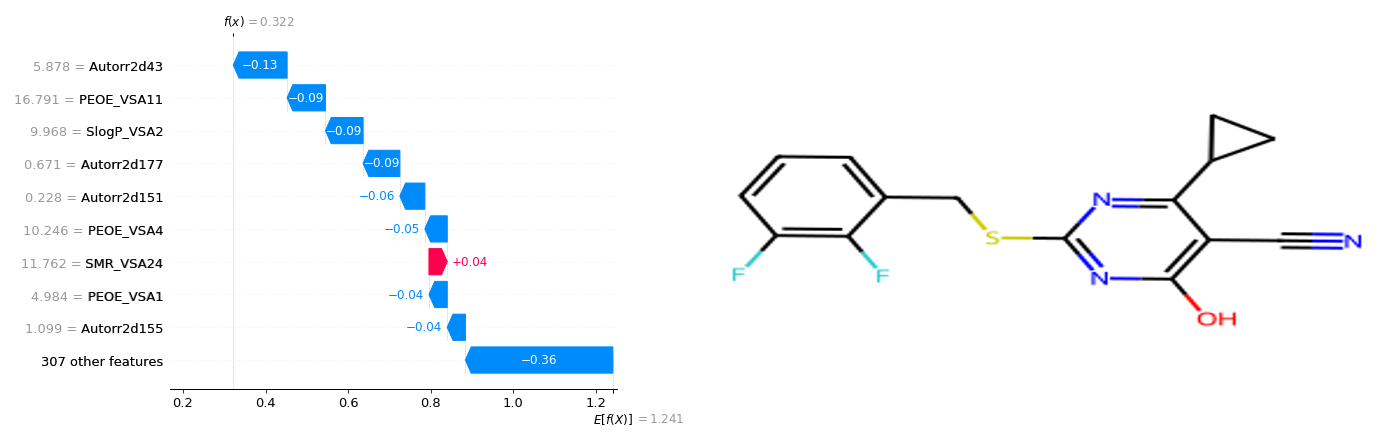 f(x) = 0.322
5.878 = Autorr2d43
−0.13
16.791 = PEOE_VSA11
−0.09
9.968 = SlogP_VSA2
−0.09
0.671 = Autorr2d177
−0.09
0.228 = Autorr2d151
−0.06
10.246 = PEOE_VSA4
−0.05
11.762 = SMR_VSA24
+0.04
4.984 = PEOE_VSA1
−0.04
1.099 = Autorr2d155
−0.04
307 other features
−0.36
0.2 0.4 0.6 0.8 1.0 1.2
E[f(X)] = 1.241
N
S
N
N
F
F
OH